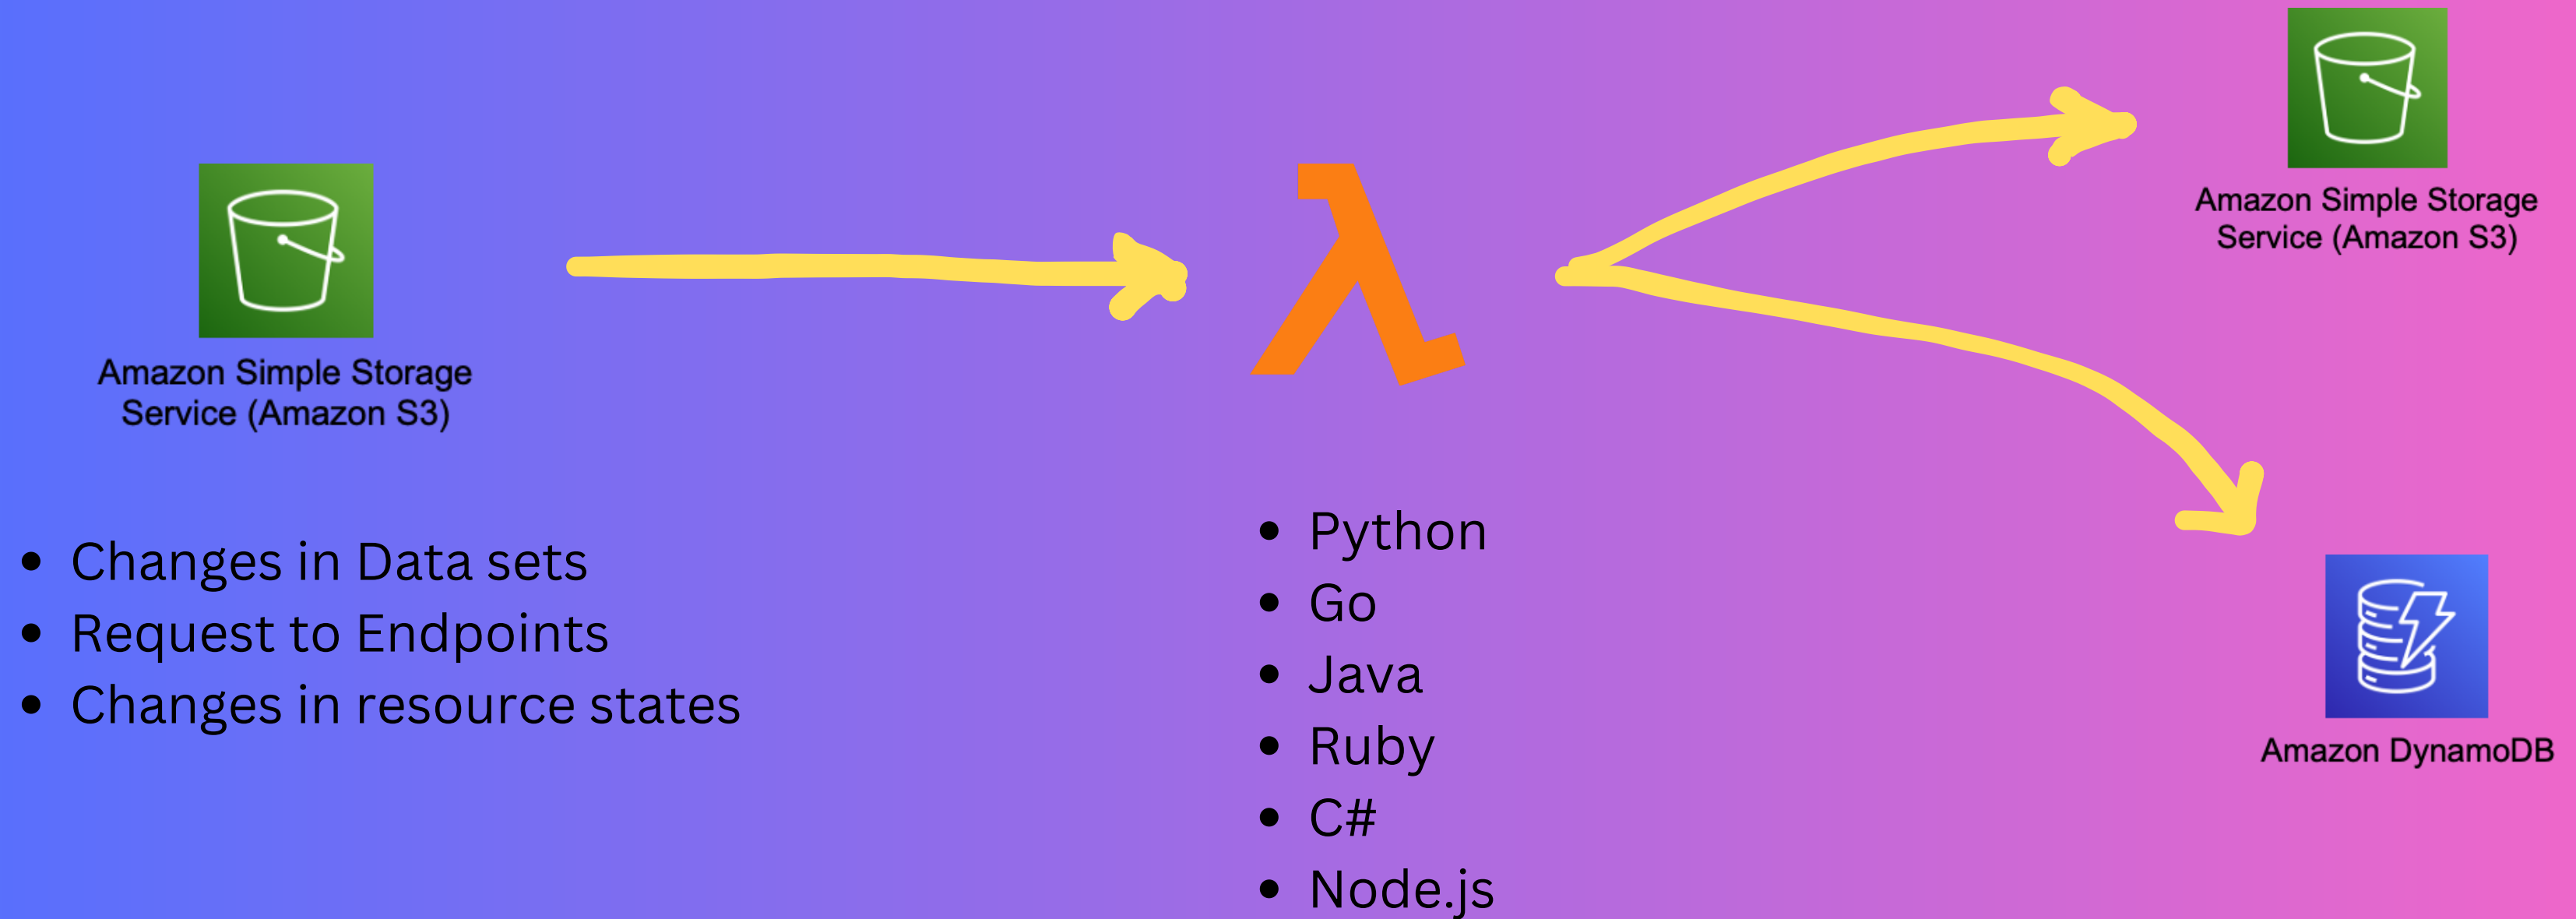 Amazon Simple Storage
Service (Amazon S3)
• Changes in Data sets
• Request to Endpoints
• Changes in resource states
λ
• Python
• Go
• Java
• Ruby
• C#
• Node.js
Amazon Simple Storage
Service (Amazon S3)
Amazon DynamoDB